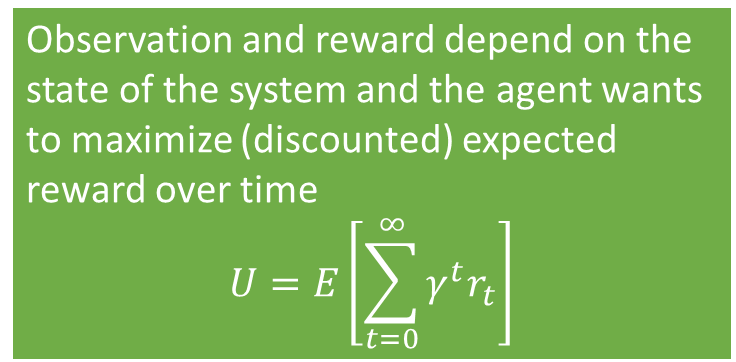 Observation and reward depend on the
state of the system and the agent wants
to maximize (discounted) expected
reward over time
U = E[∑_{t=0}^{∞} γ^t r_t]